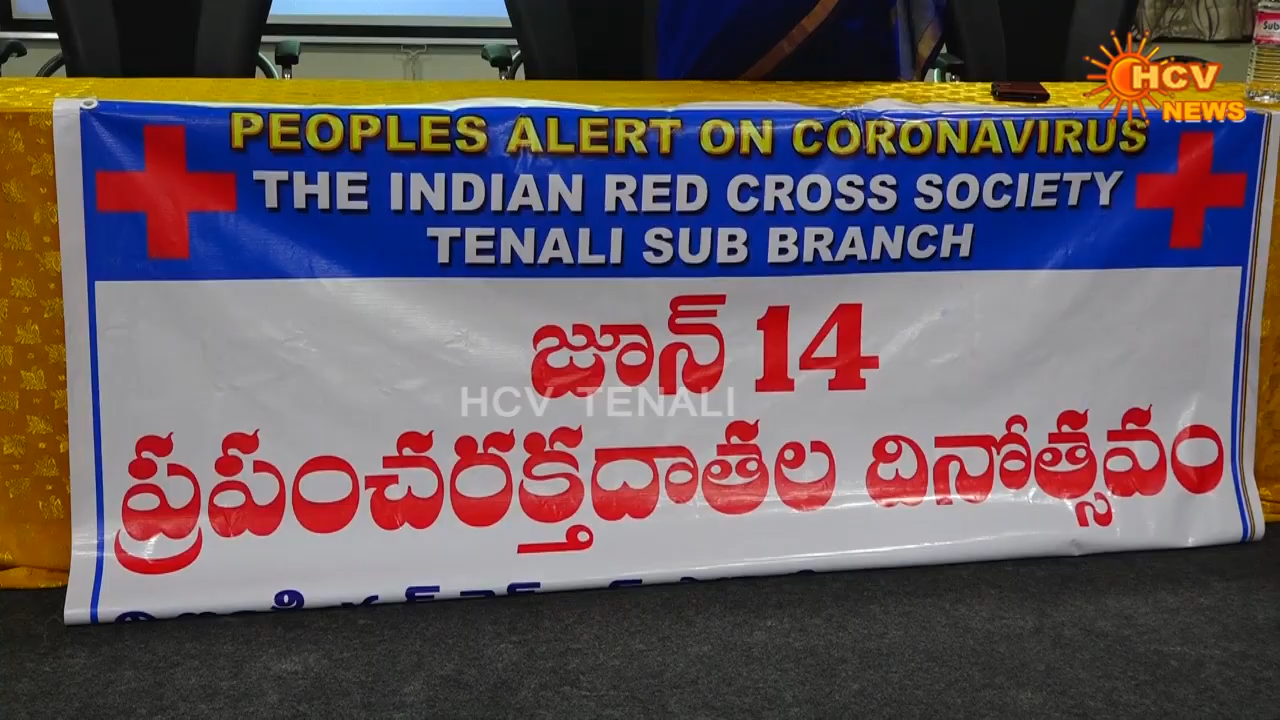 HCV
NEWS
Sub
PEOPLES ALERT ON CORONAVIRUS
THE INDIAN RED CROSS SOCIETY
TENALI SUB BRANCH
జూన్ 14
HCV TENALI
ప్రపంచరక్తదాతల దినోత్సవం